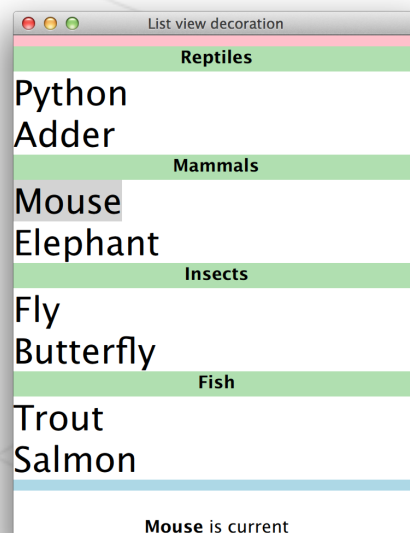 List view decoration
Reptiles
Python
Adder
Mammals
Mouse
Elephant
Insects
Fly
Butterfly
Fish
Trout
Salmon
Mouse is current